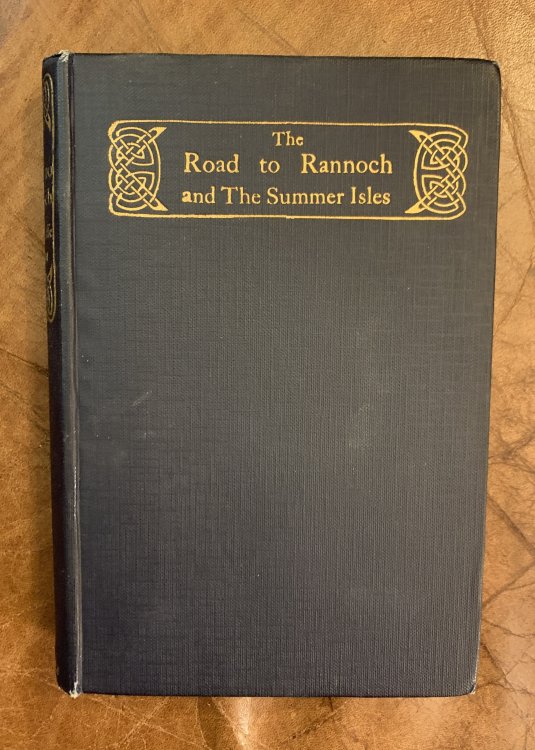 The
Road to Rannoch
and The Summer Isles